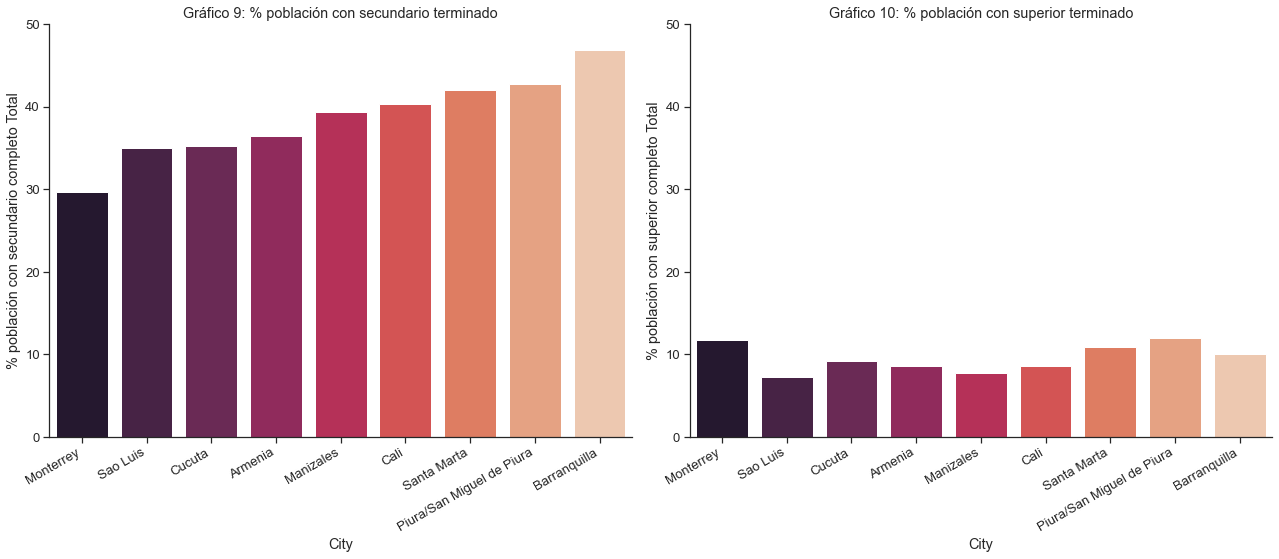 Gráfico 9: % población con secundario terminado
% población con secundario completo Total
50
40
30
20
10
0
Monterrey
Sao Luis
Cucuta
Armenia
Manizales
Cali
Santa Marta
Piura/San Miguel de Piura
Barranquilla
City
Gráfico 10: % población con superior terminado
% población con superior completo Total
50
40
30
20
10
0
Monterrey
Sao Luis
Cucuta
Armenia
Manizales
Cali
Santa Marta
Piura/San Miguel de Piura
Barranquilla
City